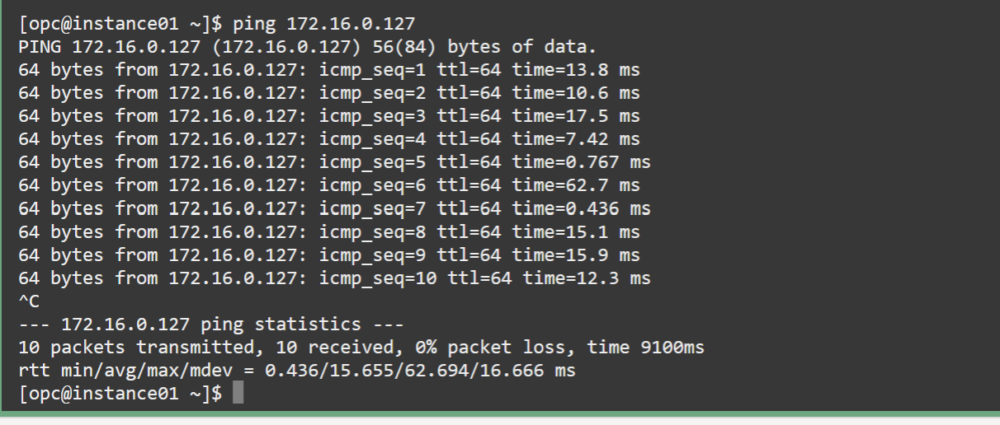 [opc@instance01 ~]$ ping 172.16.0.127
PING 172.16.0.127 (172.16.0.127) 56(84) bytes of data.
64 bytes from 172.16.0.127: icmp_seq=1 ttl=64 time=13.8 ms
64 bytes from 172.16.0.127: icmp_seq=2 ttl=64 time=10.6 ms
64 bytes from 172.16.0.127: icmp_seq=3 ttl=64 time=17.5 ms
64 bytes from 172.16.0.127: icmp_seq=4 ttl=64 time=7.42 ms
64 bytes from 172.16.0.127: icmp_seq=5 ttl=64 time=0.767 ms
64 bytes from 172.16.0.127: icmp_seq=6 ttl=64 time=62.7 ms
64 bytes from 172.16.0.127: icmp_seq=7 ttl=64 time=0.436 ms
64 bytes from 172.16.0.127: icmp_seq=8 ttl=64 time=15.1 ms
64 bytes from 172.16.0.127: icmp_seq=9 ttl=64 time=15.9 ms
64 bytes from 172.16.0.127: icmp_seq=10 ttl=64 time=12.3 ms
^C
--- 172.16.0.127 ping statistics ---
10 packets transmitted, 10 received, 0% packet loss, time 9100ms
rtt min/avg/max/mdev = 0.436/15.655/62.694/16.666 ms
[opc@instance01 ~]$